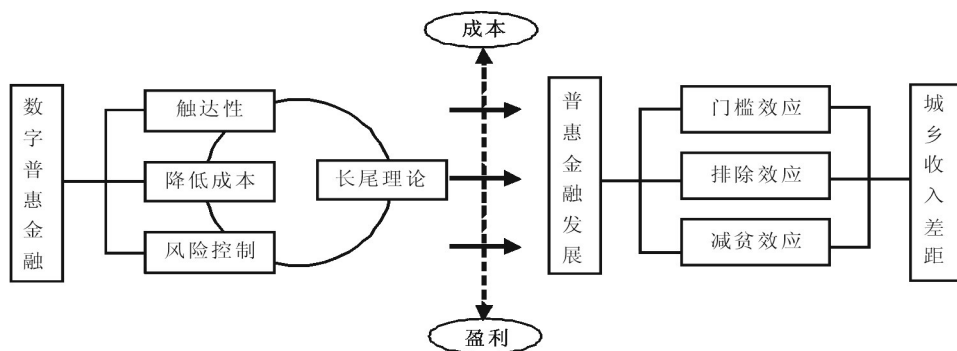 成本
数字普惠金融
触达性
降低成本
风险控制
长尾理论
普惠金融发展
门槛效应
排除效应
减贫效应
城乡收入差距
盈利